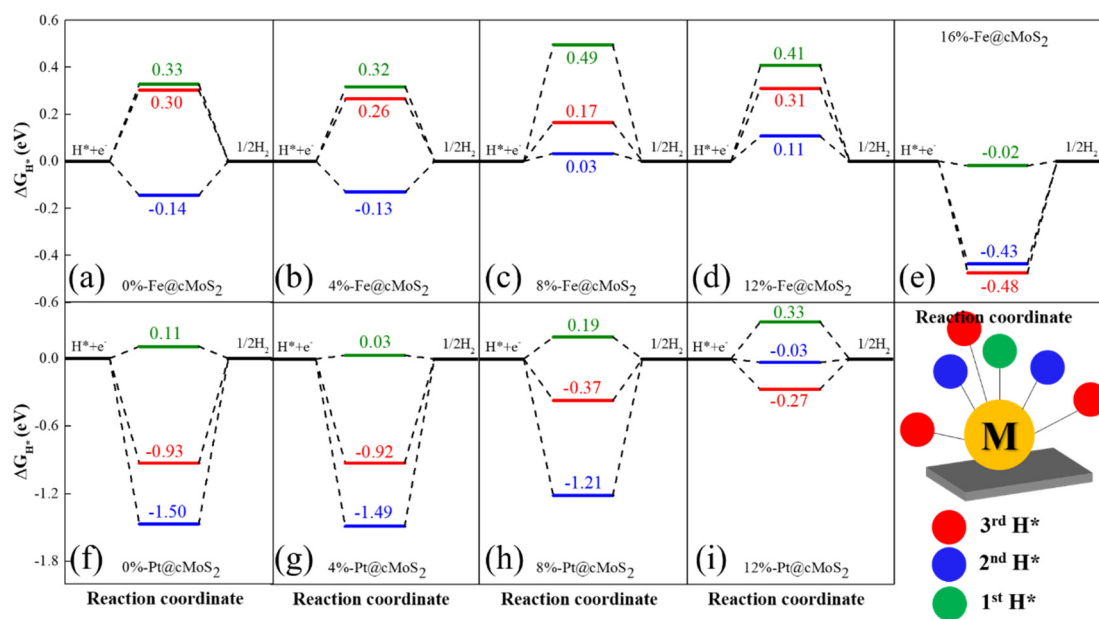 ΔG_H* (eV)
0.6
0.4
0.2
0.0
-0.2
-0.4
-0.6
H*+e⁻
0.33
0.30
-0.14
1/2H₂
(a)
0%-Fe@cMoS₂
H*+e⁻
0.32
0.26
-0.13
1/2H₂
(b)
4%-Fe@cMoS₂
H*+e⁻
0.49
0.17
0.03
1/2H₂
(c)
8%-Fe@cMoS₂
H*+e⁻
0.41
0.31
0.11
1/2H₂
(d)
12%-Fe@cMoS₂
16%-Fe@cMoS₂
H*+e⁻
-0.02
-0.43
-0.48
1/2H₂
(e)
Reaction coordinate
ΔG_H* (eV)
0.0
-0.6
-1.2
-1.8
H*+e⁻
0.11
-0.93
-1.50
1/2H₂
(f)
0%-Pt@cMoS₂
Reaction coordinate
H*+e⁻
0.03
-0.92
-1.49
1/2H₂
(g)
4%-Pt@cMoS₂
Reaction coordinate
H*+e⁻
0.19
-0.37
-1.21
1/2H₂
(h)
8%-Pt@cMoS₂
Reaction coordinate
H*+e⁻
0.33
-0.03
-0.27
1/2H₂
(i)
12%-Pt@cMoS₂
Reaction coordinate
M
3ʳᵈ H*
2ⁿᵈ H*
1ˢᵗ H*